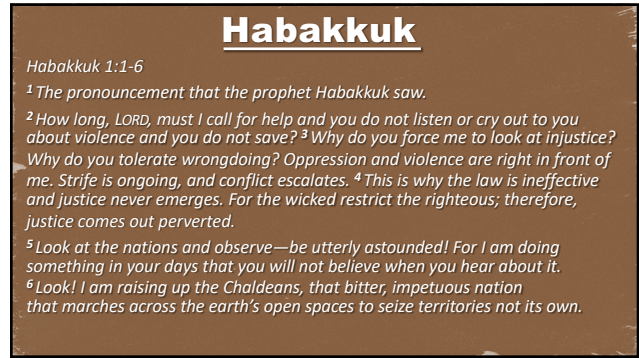 Habakkuk
Habakkuk 1:1-6
1 The pronouncement that the prophet Habakkuk saw.
2 How long, LORD, must I call for help and you do not listen or cry out to you
about violence and you do not save? 3 Why do you force me to look at injustice?
Why do you tolerate wrongdoing? Oppression and violence are right in front of
me. Strife is ongoing, and conflict escalates. 4 This is why the law is ineffective
and justice never emerges. For the wicked restrict the righteous; therefore,
justice comes out perverted.
5 Look at the nations and observe—be utterly astounded! For I am doing
something in your days that you will not believe when you hear about it.
6 Look! I am raising up the Chaldeans, that bitter, impetuous nation
that marches across the earth's open spaces to seize territories not its own.